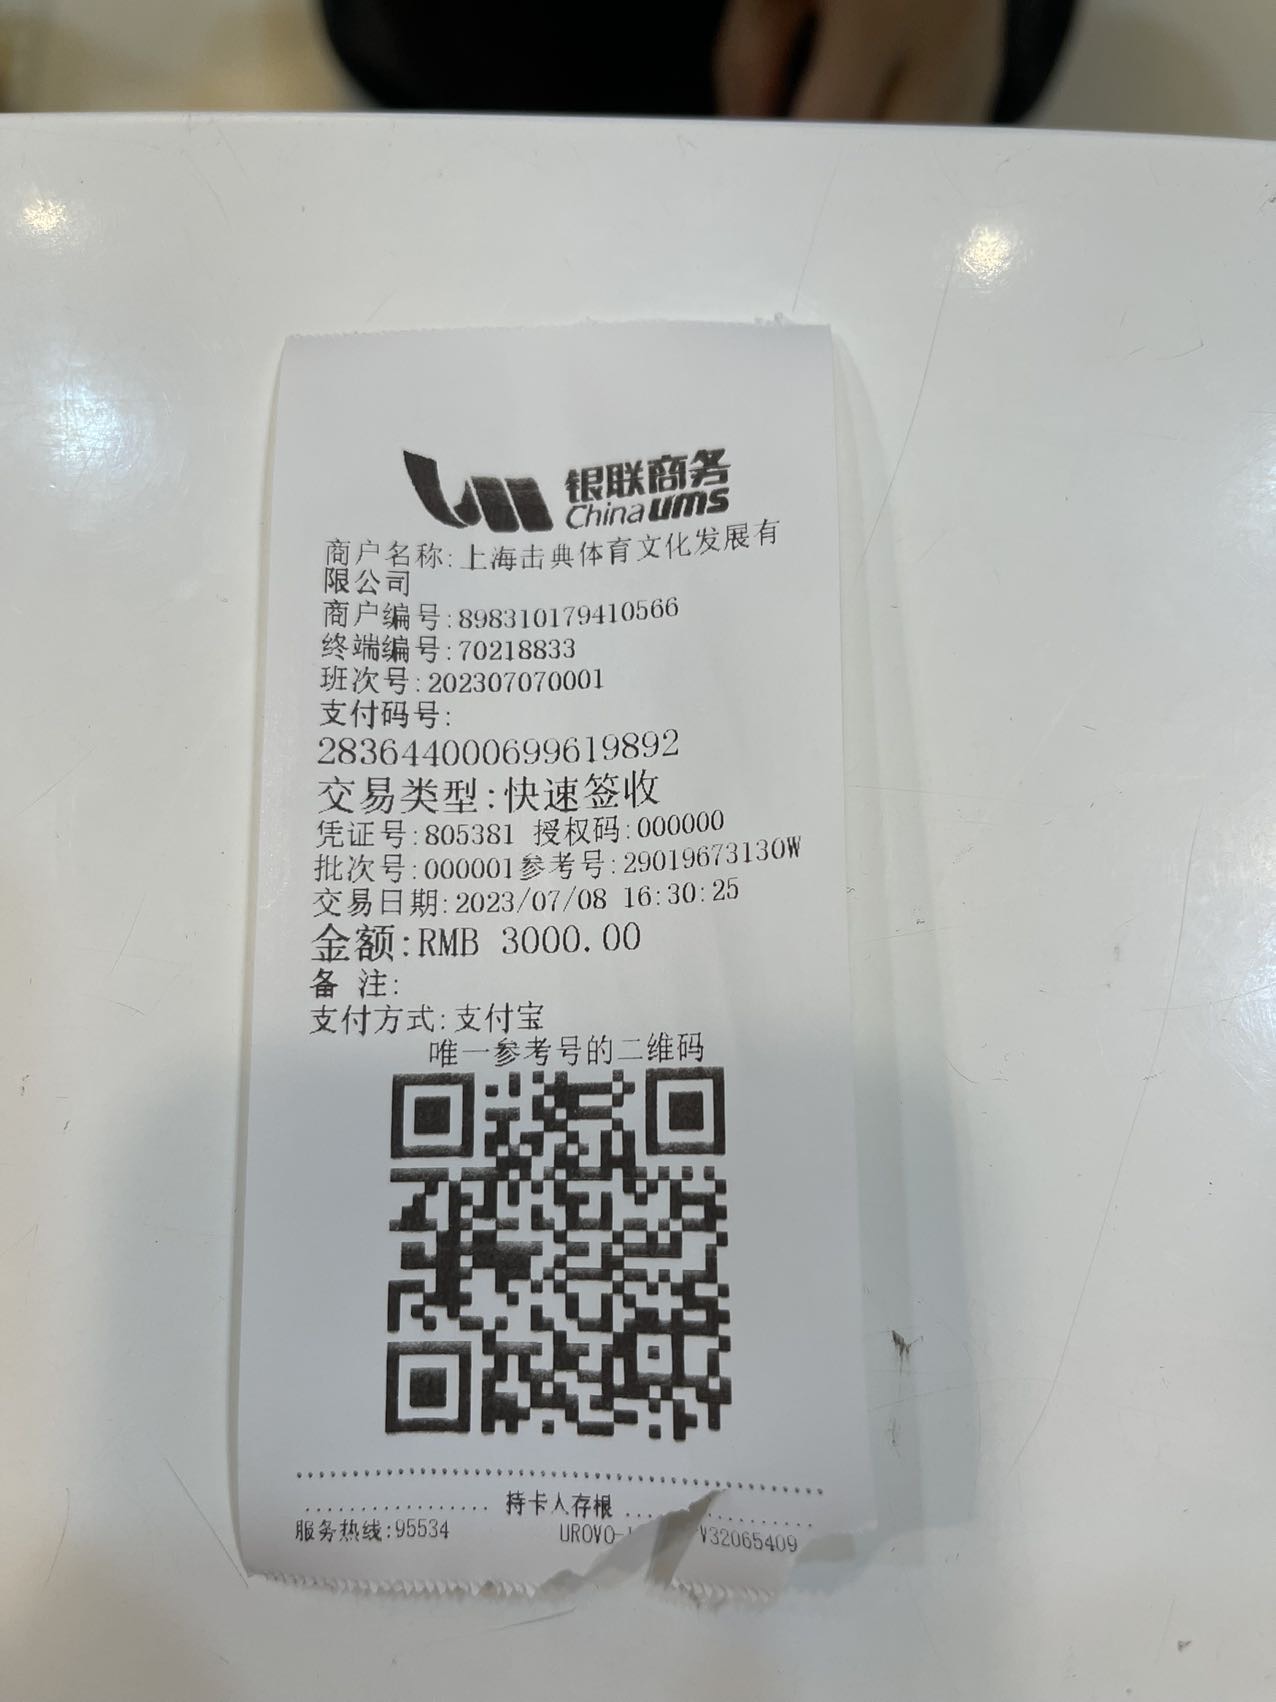 银联商务
China ums
商户名称:上海击典体育文化发展有
限公司
商户编号:898310179410566
终端编号:70218833
班次号:202307070001
支付码号:
283644000699619892
交易类型:快速签收
凭证号:805381 授权码:000000
批次号:000001参考号:29019673130W
交易日期:2023/07/08 16:30:25
金额:RMB 3000.00
备 注:
支付方式:支付宝
唯一参考号的二维码
持卡人存根
服务热线:95534 UROVO- V32065409